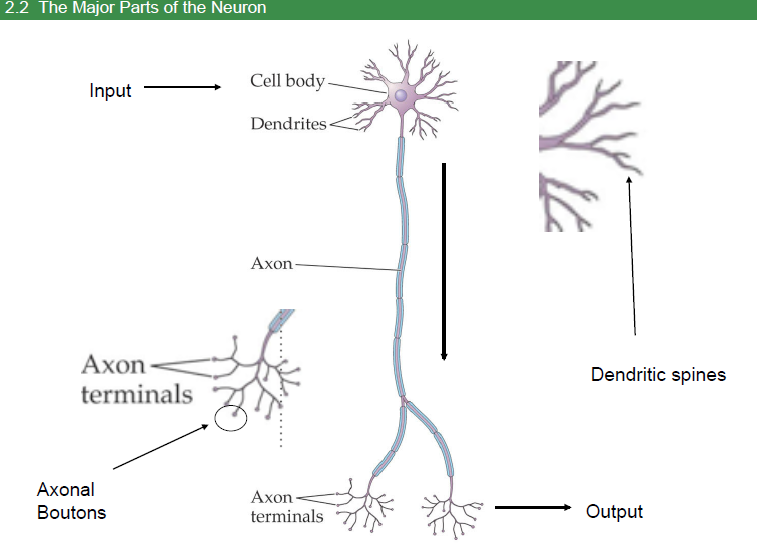 2.2 The Major Parts of the Neuron
Input
Cell body
Dendrites
Axon
Axon
terminals
Dendritic spines
Axonal
Boutons
Axon
terminals
Output